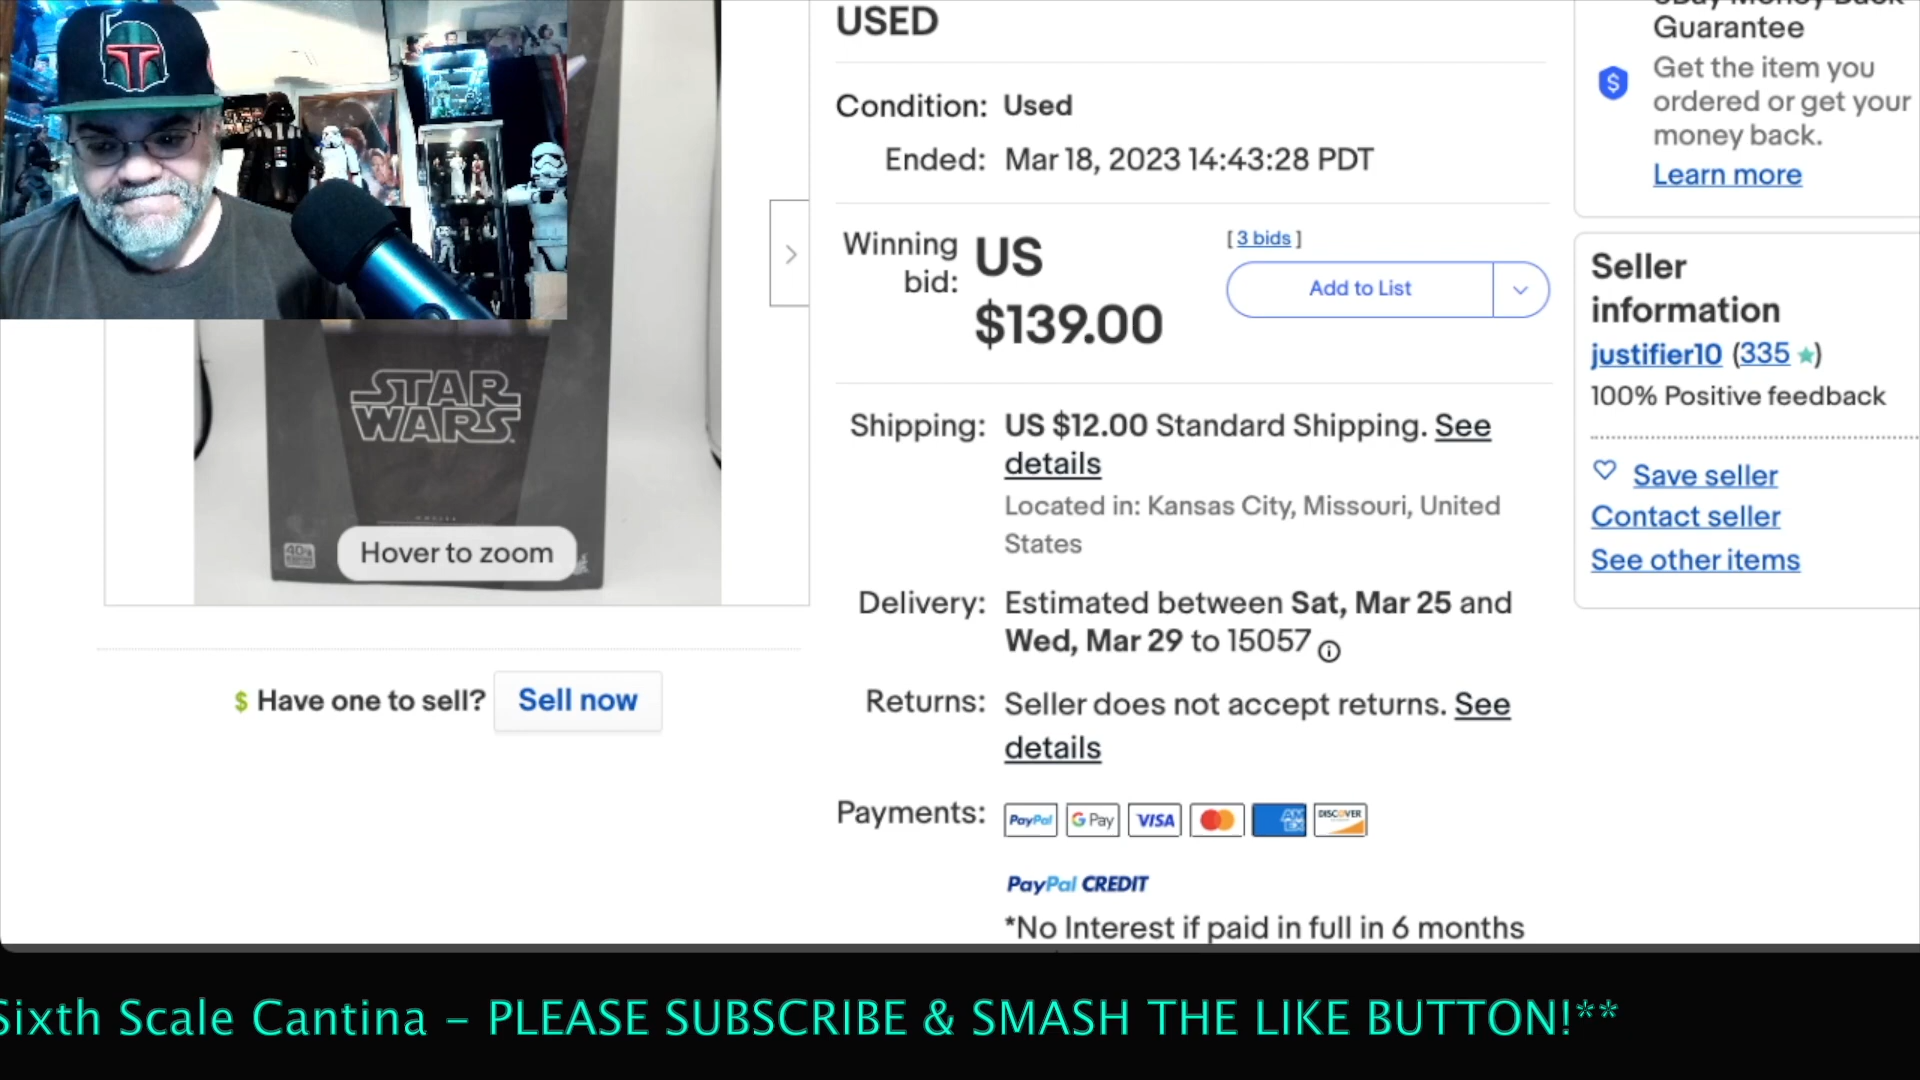 USED
Condition: Used
Ended: Mar 18, 2023 14:43:28 PDT
Winning bid:
US $139.00
[ 3 bids ]
Add to List
Shipping: US $12.00 Standard Shipping. See details
Located in: Kansas City, Missouri, United States
Delivery: Estimated between Sat, Mar 25 and Wed, Mar 29 to 15057
Returns: Seller does not accept returns. See details
Payments: PayPal G Pay VISA AM EX DISCOVER
PayPal CREDIT
*No Interest if paid in full in 6 months
Guarantee
Get the item you
ordered or get your
money back.
Learn more
Seller
information
justifier10 (335)
100% Positive feedback
Save seller
Contact seller
See other items
STAR
WARS
Hover to zoom
$ Have one to sell? Sell now
Sixth Scale Cantina - PLEASE SUBSCRIBE & SMASH THE LIKE BUTTON!**